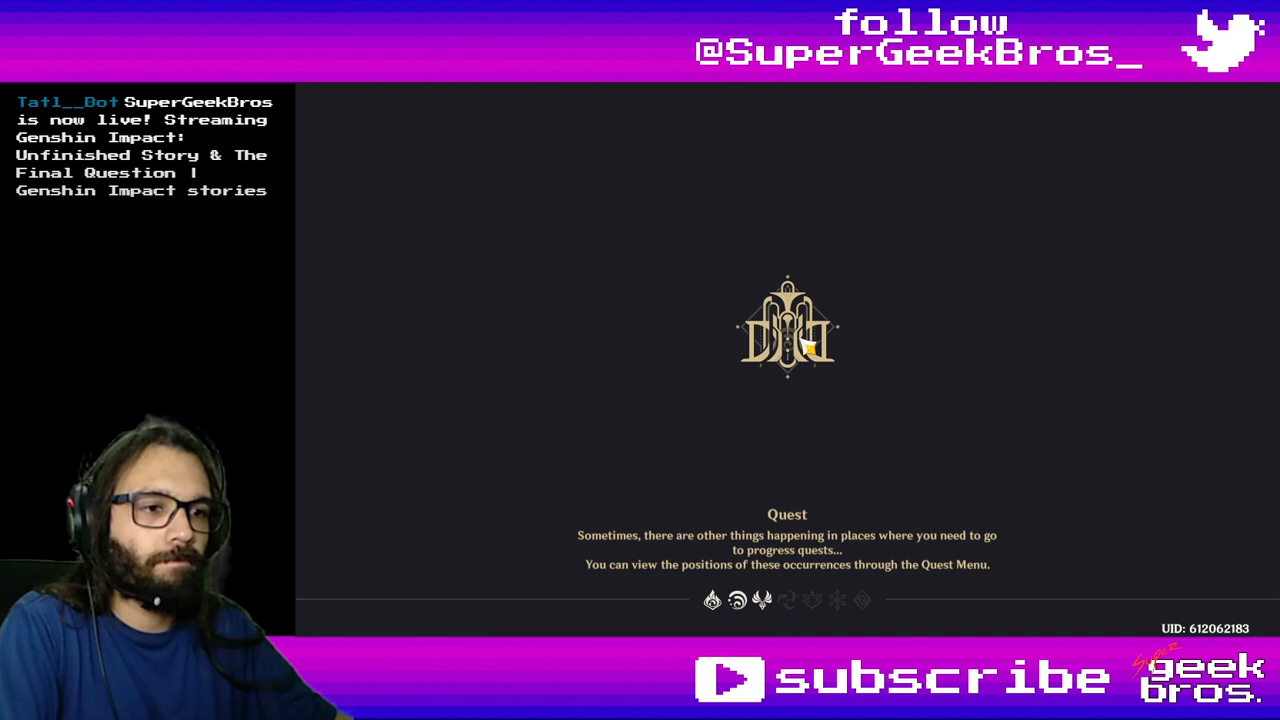 follow
@SuperGeekBros_
Tatl__Bot SuperGeekBros
is now live! Streaming
Genshin Impact:
Unfinished Story & The
Final Question |
Genshin Impact stories
Quest
Sometimes, there are other things happening in places where you need to go
to progress quests...
You can view the positions of these occurrences through the Quest Menu.
UID: 612062183
subscribe
SUPER
geek
bros.